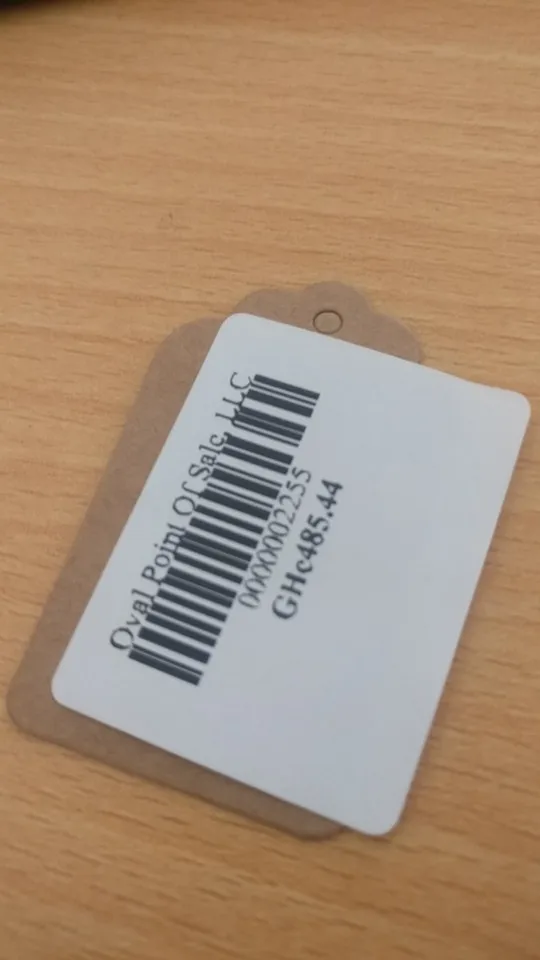 Oval Point Of Sale, LLC
0000002255
GHc485.44